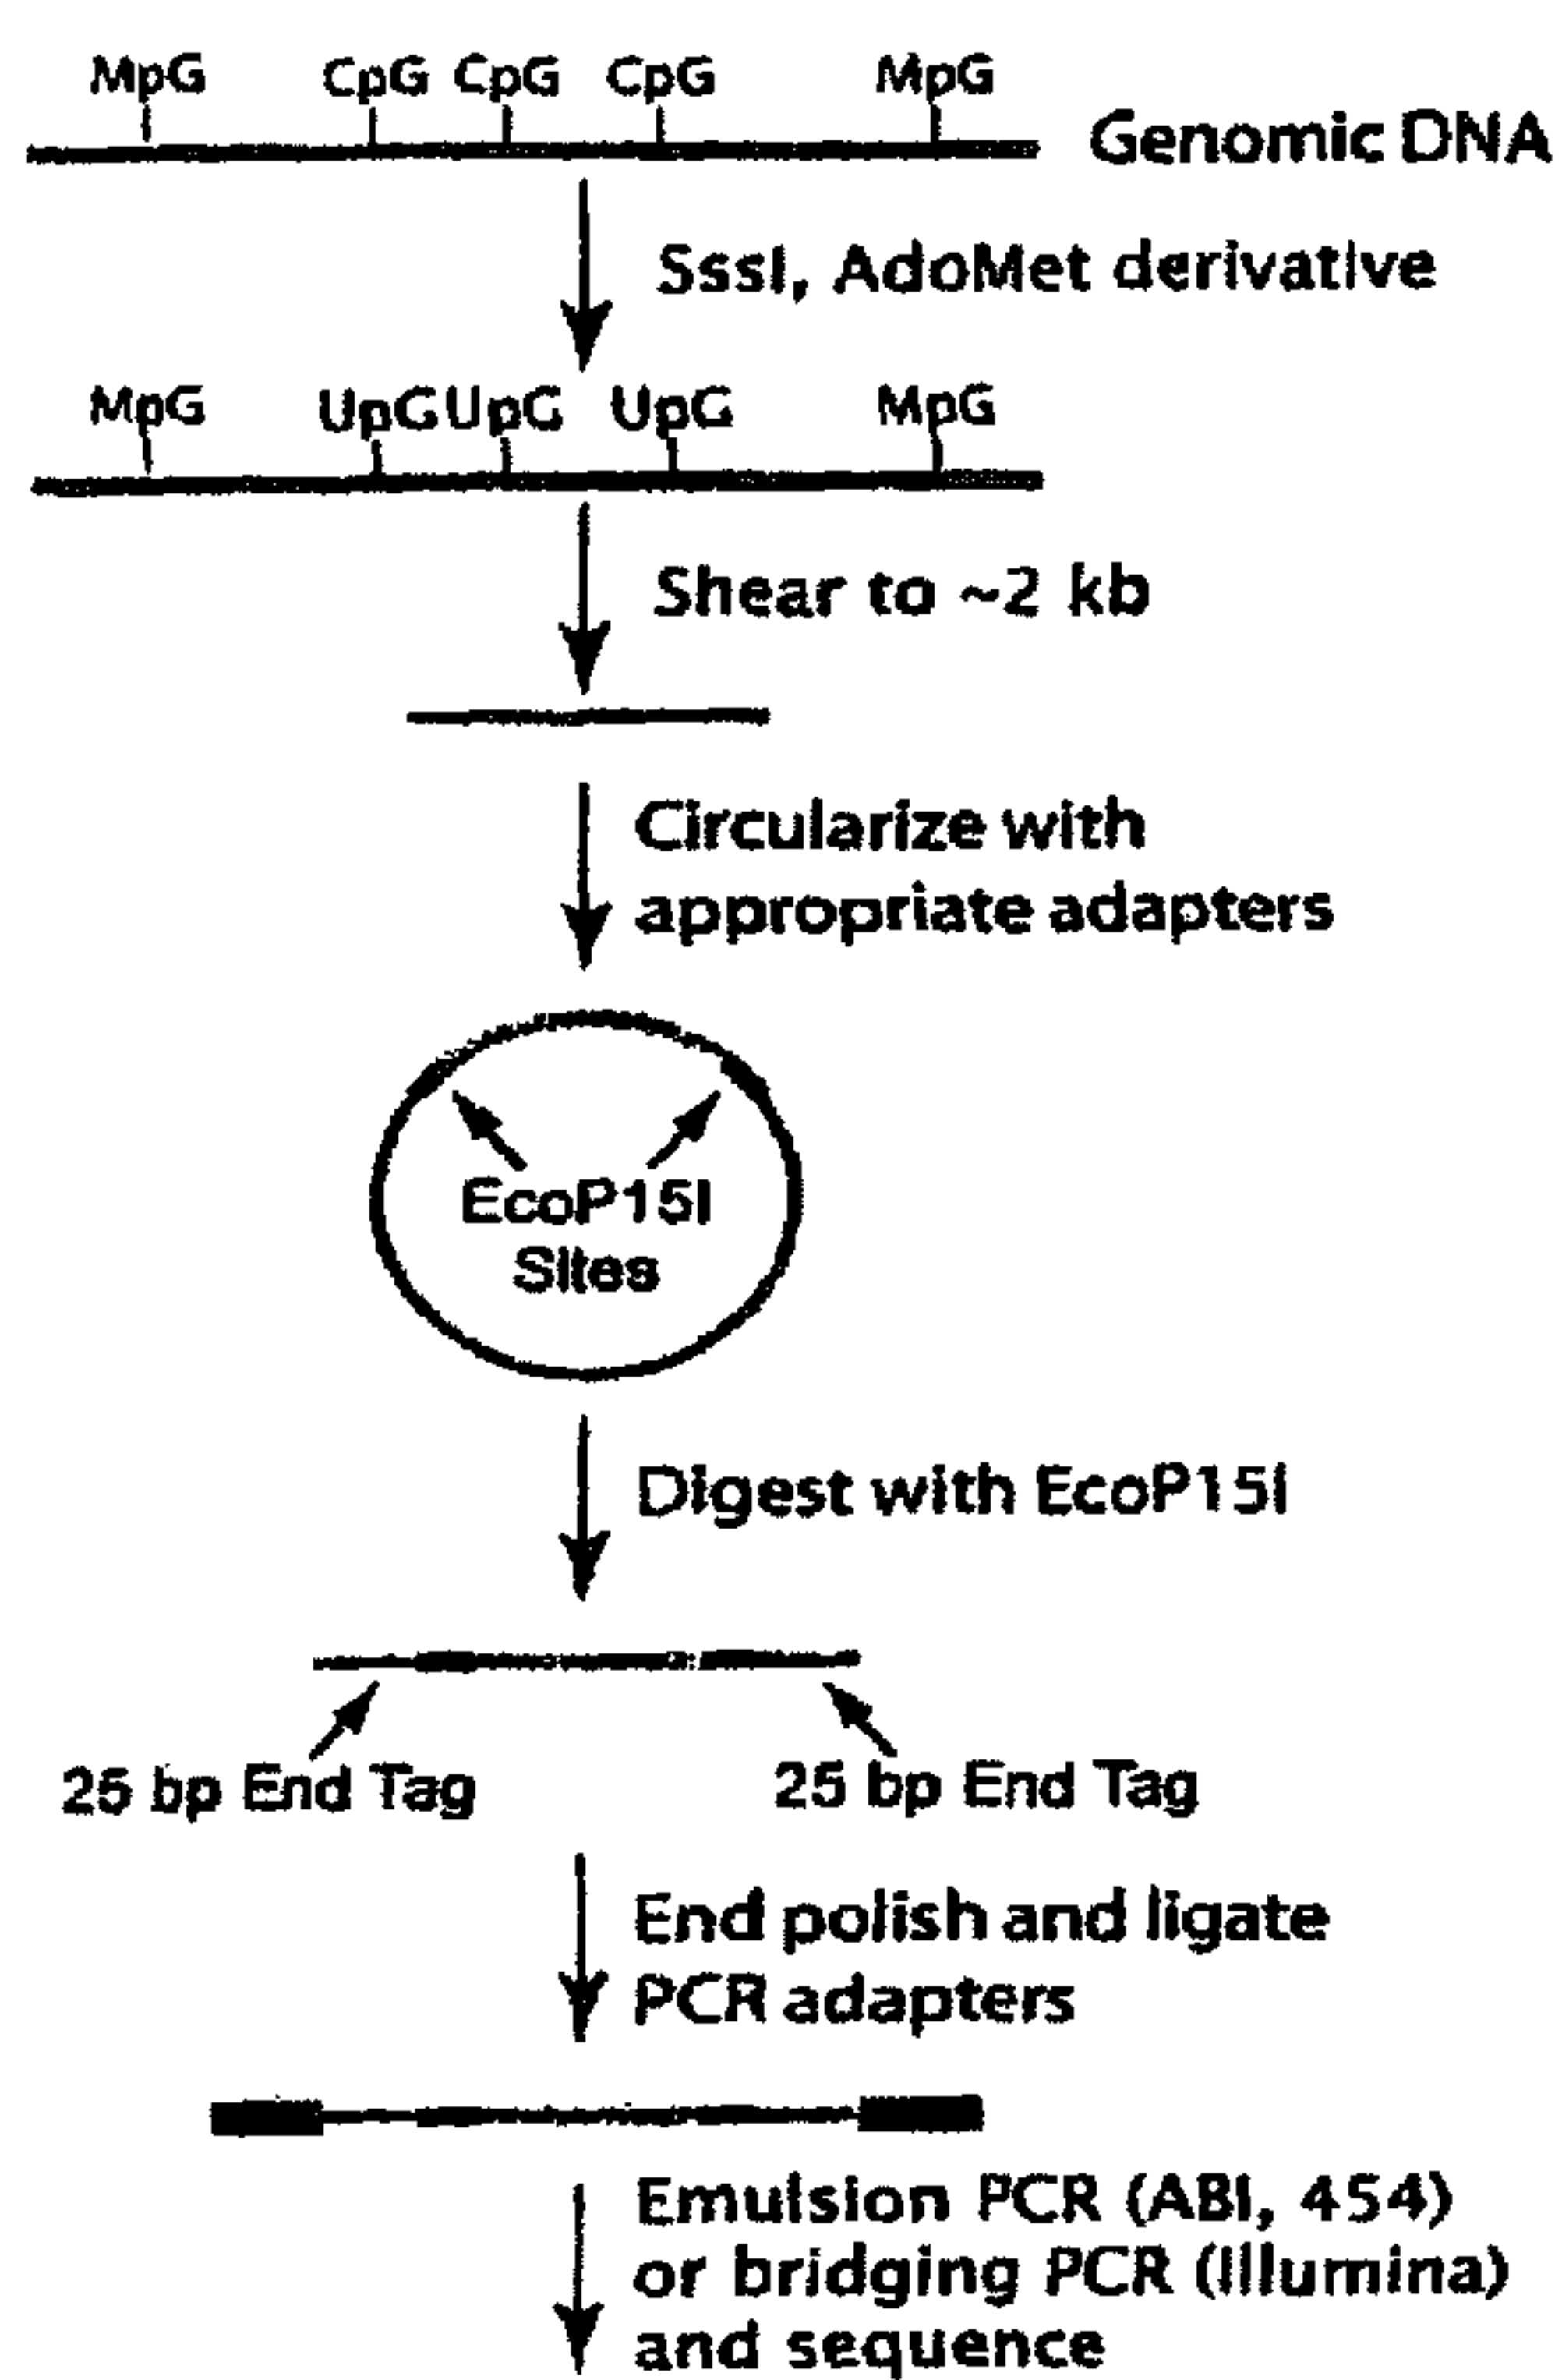 MpG CpG CpG CpG MpG
Genomic DNA
SssI, AdoMet derivative
MpG UpG UpG UpG MpG
Shear to ~2 kb
Circularize with
appropriate adapters
EcoP15I
Sites
Digest with EcoP15I
25 bp End Tag 25 bp End Tag
End polish and ligate
PCR adapters
Emulsion PCR (ABI, 454)
or bridging PCR (Illumina)
and sequence